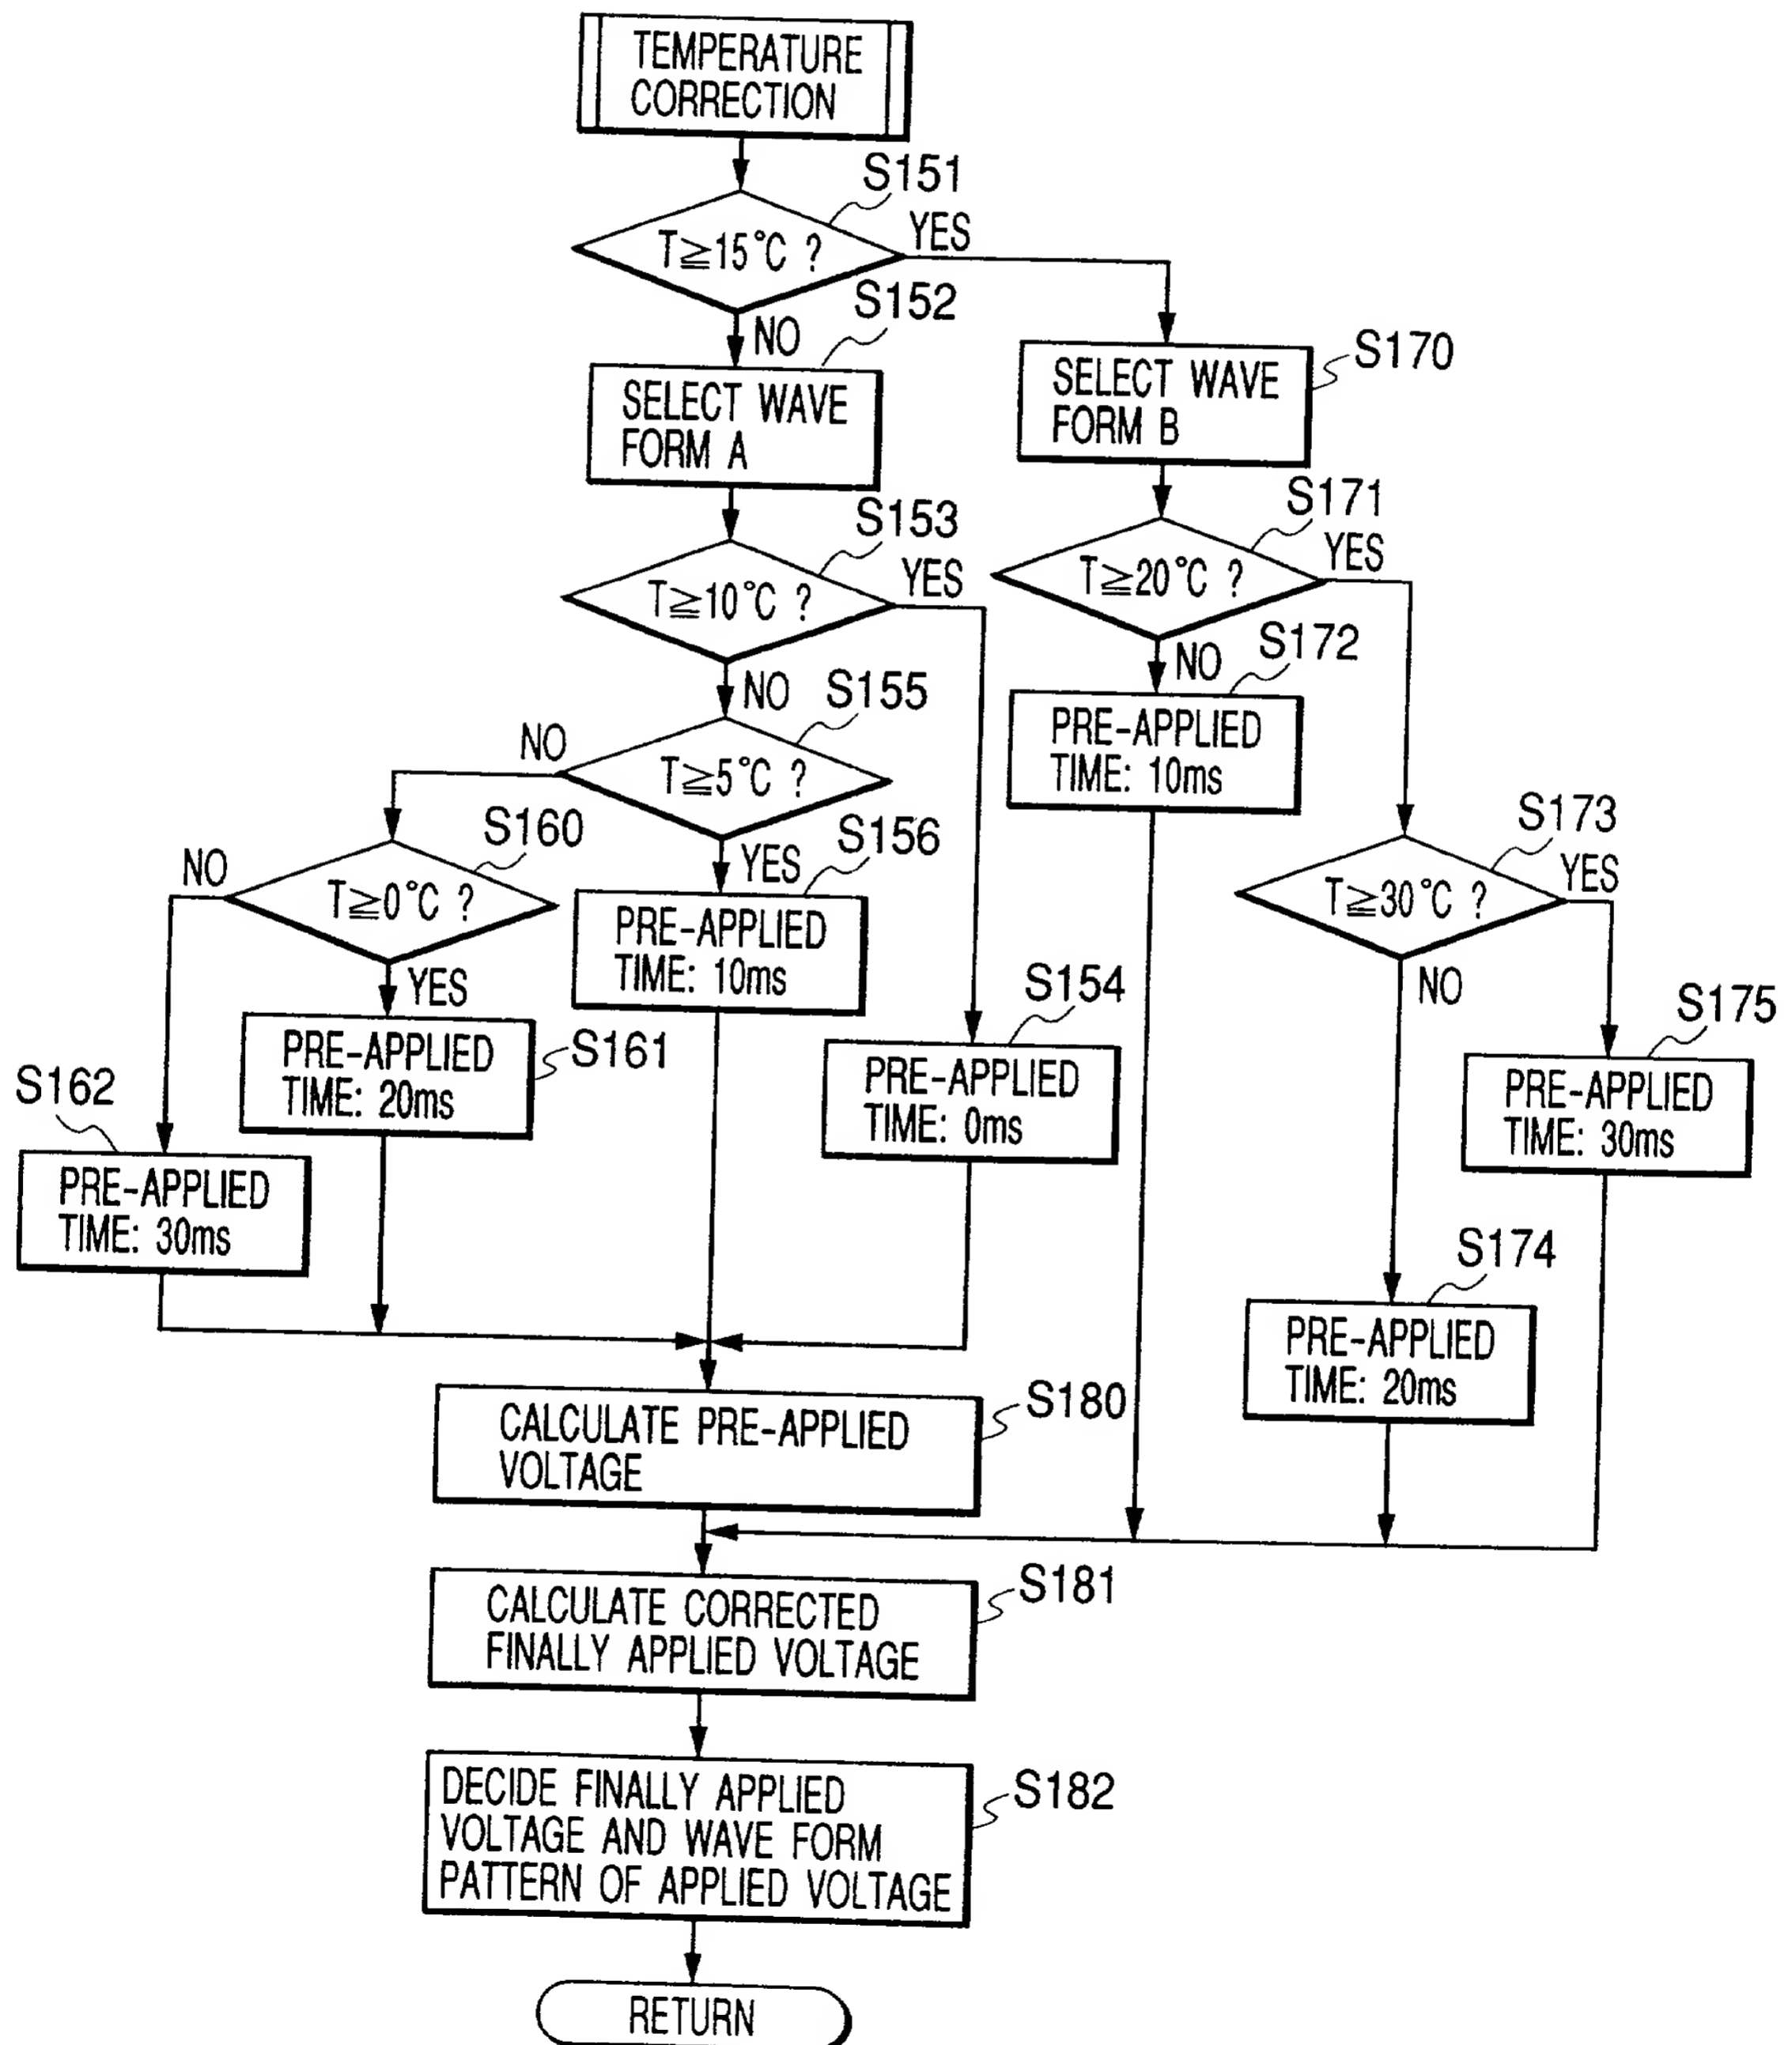 TEMPERATURE
CORRECTION
S151
T≧15°C ?
YES
NO
S152
SELECT WAVE
FORM A
S170
SELECT WAVE
FORM B
S153
T≧10°C ?
YES
NO
S171
T≧20°C ?
YES
NO
S172
PRE-APPLIED
TIME: 10ms
S155
T≧5°C ?
NO
YES
S156
PRE-APPLIED
TIME: 10ms
S160
T≧0°C ?
NO
YES
S161
PRE-APPLIED
TIME: 20ms
S162
PRE-APPLIED
TIME: 30ms
S154
PRE-APPLIED
TIME: 0ms
S173
T≧30°C ?
YES
NO
S175
PRE-APPLIED
TIME: 30ms
S174
PRE-APPLIED
TIME: 20ms
S180
CALCULATE PRE-APPLIED
VOLTAGE
S181
CALCULATE CORRECTED
FINALLY APPLIED VOLTAGE
S182
DECIDE FINALLY APPLIED
VOLTAGE AND WAVE FORM
PATTERN OF APPLIED VOLTAGE
RETURN